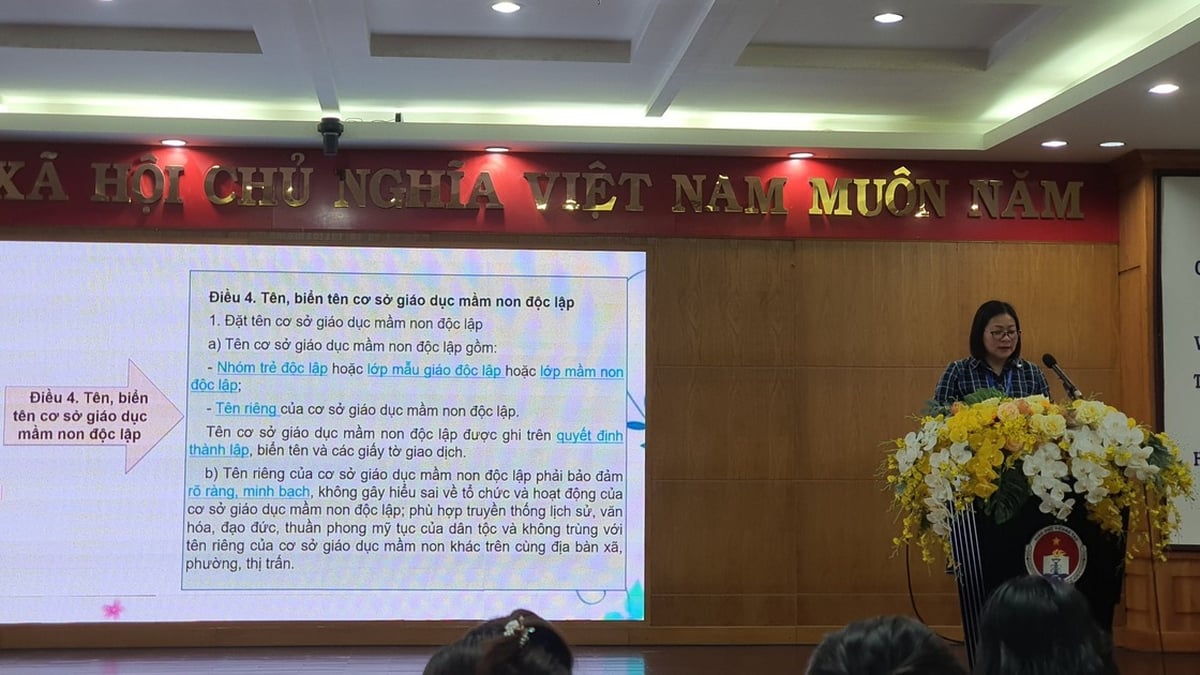 XÃ HỘI CHỦ NGHĨA VIỆT NAM MUÔN NĂM
Điều 4. Tên, biển
tên cơ sở giáo dục
mầm non độc lập
Điều 4. Tên, biển tên cơ sở giáo dục mầm non độc lập
1. Đặt tên cơ sở giáo dục mầm non độc lập
a) Tên cơ sở giáo dục mầm non độc lập gồm:
- Nhóm trẻ độc lập hoặc lớp mẫu giáo độc lập hoặc lớp mầm non
độc lập;
- Tên riêng của cơ sở giáo dục mầm non độc lập.
Tên cơ sở giáo dục mầm non độc lập được ghi trên quyết định
thành lập, biển tên và các giấy tờ giao dịch.
b) Tên riêng của cơ sở giáo dục mầm non độc lập phải bảo đảm
rõ ràng, minh bạch, không gây hiểu sai về tổ chức và hoạt động của
cơ sở giáo dục mầm non độc lập; phù hợp truyền thống lịch sử, văn
hóa, đạo đức, thuần phong mỹ tục của dân tộc và không trùng với
tên riêng của cơ sở giáo dục mầm non khác trên cùng địa bàn xã,
phường, thị trấn.